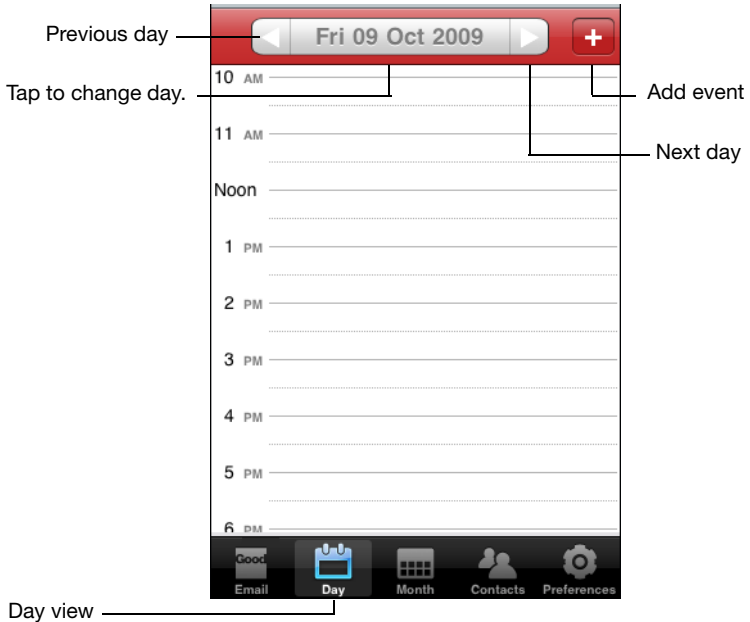 Previous day
Fri 09 Oct 2009
+
Tap to change day.
10 AM
Add event
11 AM
Next day
Noon
1 PM
2 PM
3 PM
4 PM
5 PM
6 PM
Good
Email
Day
Month
Contacts
Preferences
Day view